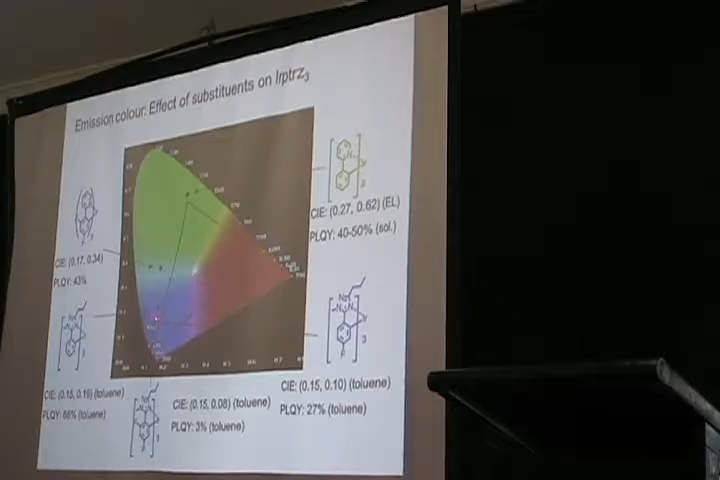 Emission colour: Effect of substituents on Irptrz3
CIE: (0.27, 0.62) (EL)
PLQY: 40-50% (sol.)
CIE: (0.17, 0.34)
PLQY: 43%
CIE: (0.15, 0.19) (toluene)
PLQY: 66% (toluene)
CIE: (0.15, 0.08) (toluene)
PLQY: 3% (toluene)
CIE: (0.15, 0.10) (toluene)
PLQY: 27% (toluene)